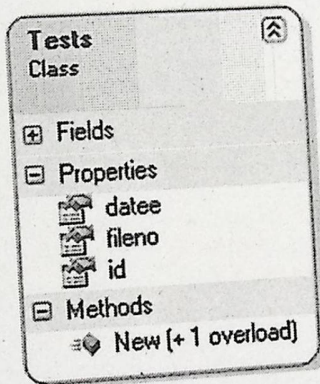 Tests
Class
Fields
Properties
datee
fileno
id
Methods
New (+ 1 overload)